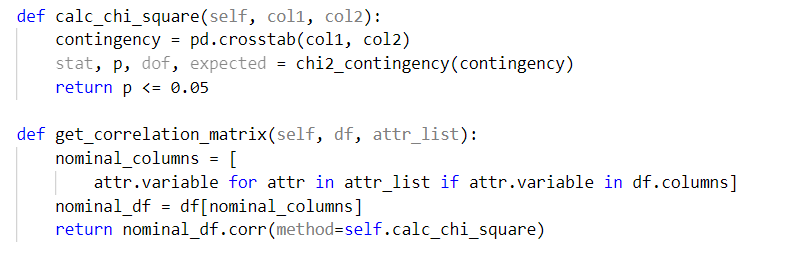 def calc_chi_square(self, col1, col2):
    contingency = pd.crosstab(col1, col2)
    stat, p, dof, expected = chi2_contingency(contingency)
    return p <= 0.05

def get_correlation_matrix(self, df, attr_list):
    nominal_columns = [
        attr.variable for attr in attr_list if attr.variable in df.columns]
    nominal_df = df[nominal_columns]
    return nominal_df.corr(method=self.calc_chi_square)